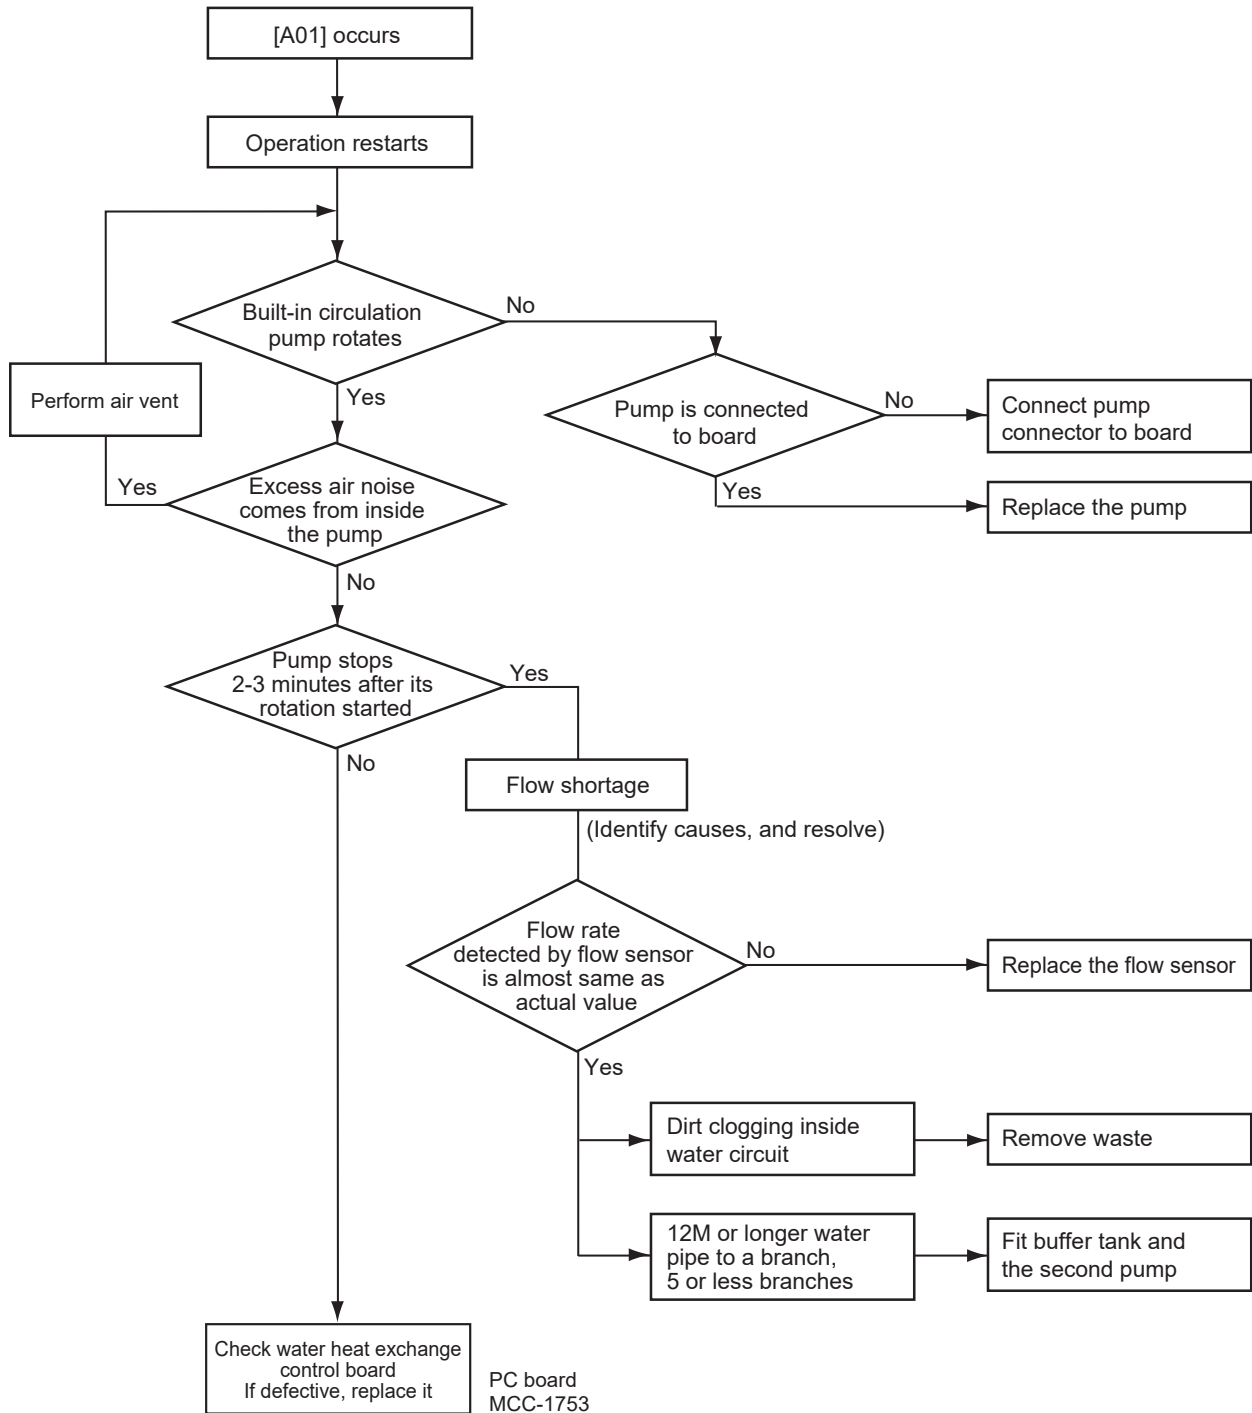 [A01] occurs
Operation restarts
Built-in circulation
pump rotates
No
Yes
Perform air vent
Pump is connected
to board
No
Connect pump
connector to board
Yes
Replace the pump
Excess air noise
comes from inside
the pump
Yes
No
Pump stops
2-3 minutes after its
rotation started
Yes
No
Flow shortage
(Identify causes, and resolve)
Flow rate
detected by flow sensor
is almost same as
actual value
No
Replace the flow sensor
Yes
Dirt clogging inside
water circuit
Remove waste
12M or longer water
pipe to a branch,
5 or less branches
Fit buffer tank and
the second pump
Check water heat exchange
control board
If defective, replace it
PC board
MCC-1753